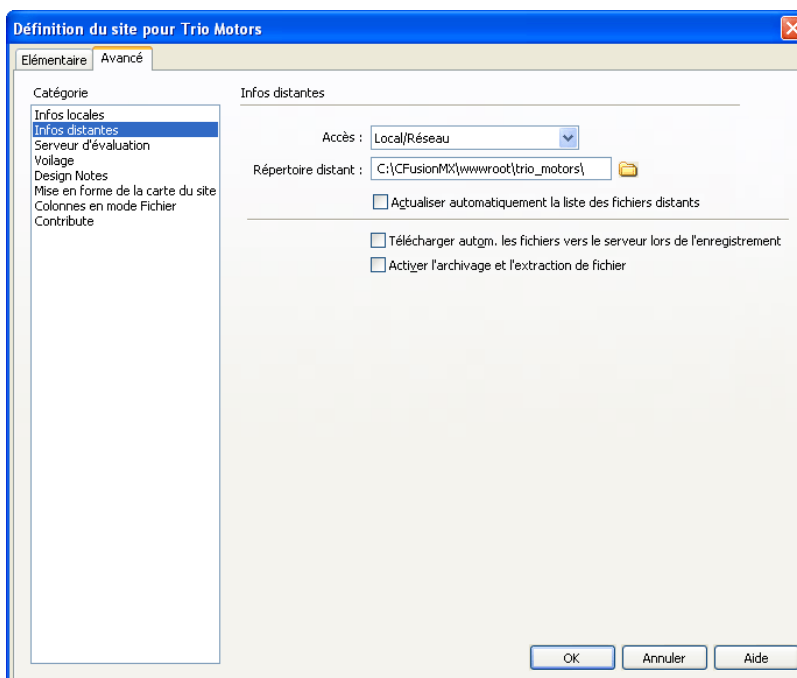 Définition du site pour Trio Motors
Elémentaire
Avancé
Catégorie
Infos locales
Infos distantes
Serveur d'évaluation
Voilage
Design Notes
Mise en forme de la carte du site
Colonnes en mode Fichier
Contribute
Infos distantes
Accès :
Local/Réseau
Répertoire distant :
C:\CFusionMX\wwwroot\trio_motors\
Actualiser automatiquement la liste des fichiers distants
Télécharger autom. les fichiers vers le serveur lors de l'enregistrement
Activer l'archivage et l'extraction de fichier
OK
Annuler
Aide